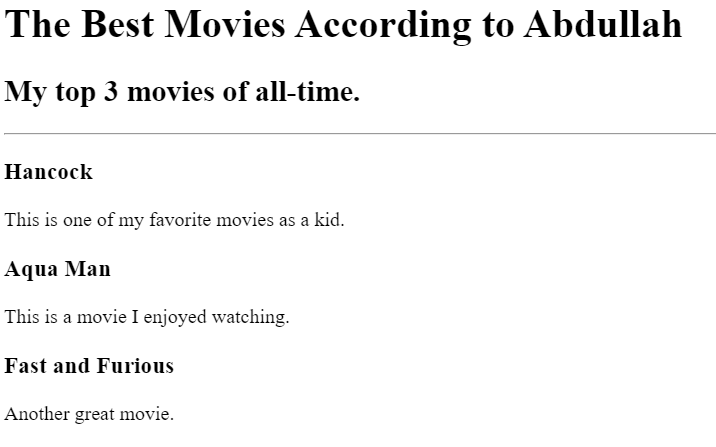 The Best Movies According to Abdullah
My top 3 movies of all-time.
Hancock
This is one of my favorite movies as a kid.
Aqua Man
This is a movie I enjoyed watching.
Fast and Furious
Another great movie.